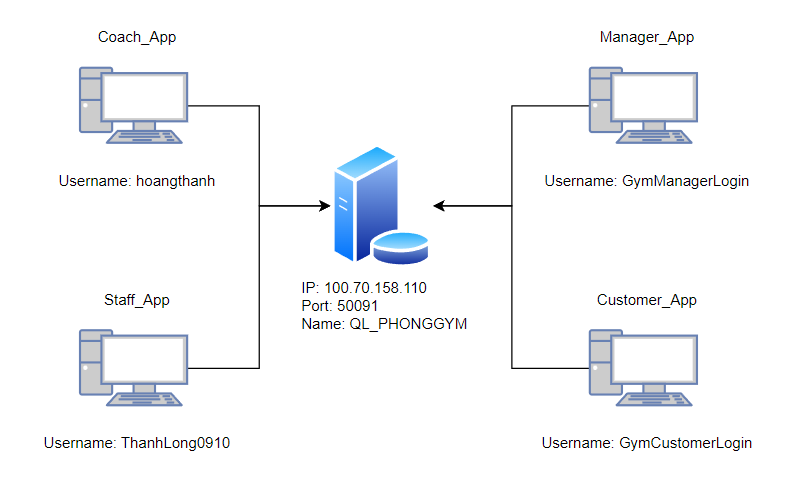 Coach_App
Manager_App
Username: hoangthanh
Username: GymManagerLogin
IP: 100.70.158.110
Port: 50091
Name: QL_PHONGGYM
Staff_App
Customer_App
Username: ThanhLong0910
Username: GymCustomerLogin